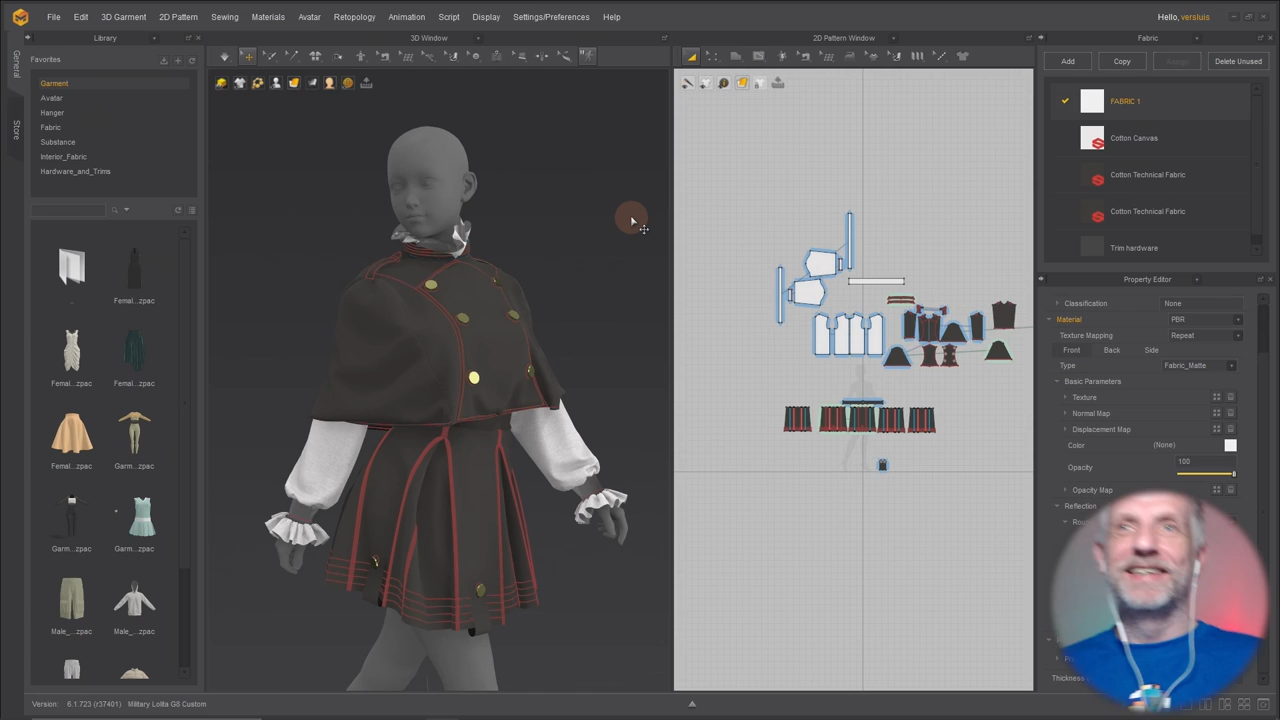 File Edit 3D Garment 2D Pattern Sewing Materials Avatar Retopology Animation Script Display Settings/Preferences Help Hello, versluis
Library 3D Window 2D Pattern Window Fabric
General
Store
Favorites
Garment
Avatar
Hanger
Fabric
Substance
Interior_Fabric
Hardware_and_Trims
..
Femal...zpac
Femal...zpac
Femal...zpac
Femal...zpac
Garm...zpac
Garm...zpac
Garm...zpac
Male_...zpac
Male_...zpac
Add Copy Assign Delete Unused
FABRIC 1
Cotton Canvas
Cotton Technical Fabric
Cotton Technical Fabric
Trim hardware
Property Editor
Classification None
Material PBR
Texture Mapping Repeat
Front Back Side
Type Fabric_Matte
Basic Parameters
Texture
Normal Map
Displacement Map
Color (None)
Opacity 100
Opacity Map
Reflection
Thickness
Version: 6.1.723 (r37401) Military Lolita G8 Custom